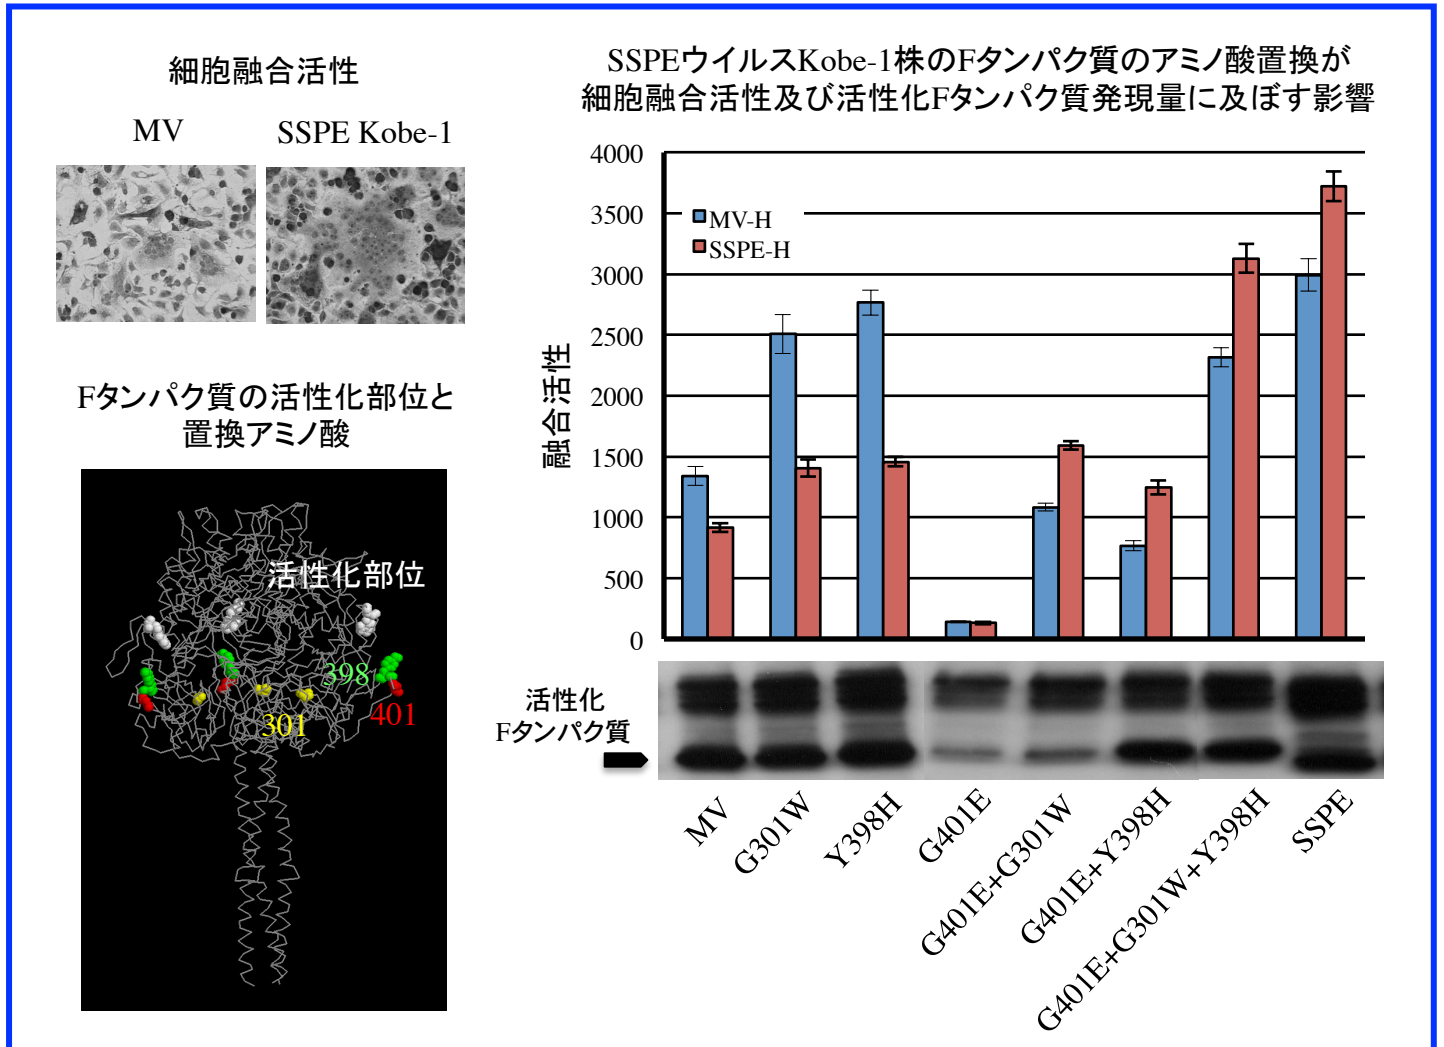 細胞融合活性
MV
SSPE Kobe-1
Fタンパク質の活性化部位と
置換アミノ酸
活性化部位
398
401
301
SSPEウイルスKobe-1株のFタンパク質のアミノ酸置換が
細胞融合活性及び活性化Fタンパク質発現量に及ぼす影響
融合活性
4000
3500
3000
2500
2000
1500
1000
500
0
MV-H
SSPE-H
活性化
Fタンパク質
MV
G301W
Y398H
G401E
G401E+G301W
G401E+Y398H
G401E+G301W+Y398H
SSPE